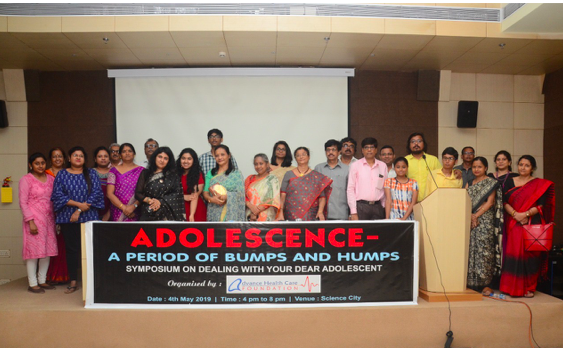 ADOLESCENCE-
A PERIOD OF BUMPS AND HUMPS
SYMPOSIUM ON DEALING WITH YOUR DEAR ADOLESCENT
Organised by : Health Care
FOUNDATION
Date : 4th May 2019 | Time : 4 pm to 8 pm | Venue : Science City